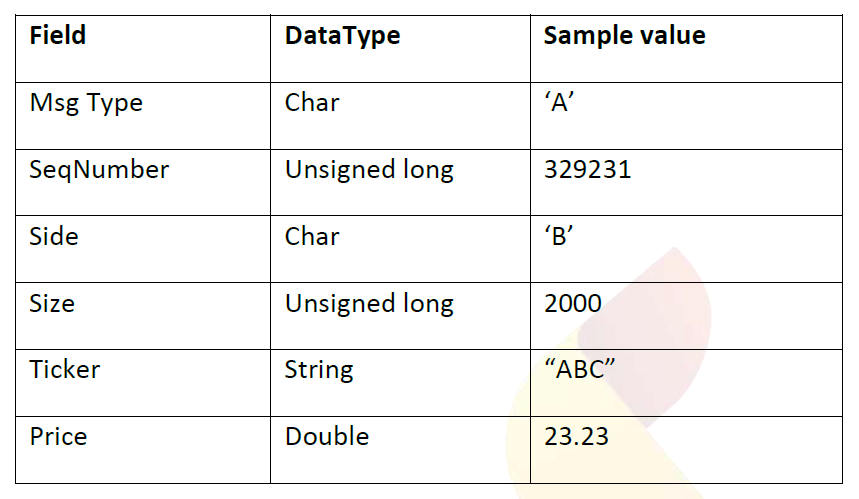 Field DataType Sample value
Msg Type Char ‘A’
SeqNumber Unsigned long 329231
Side Char ‘B’
Size Unsigned long 2000
Ticker String “ABC”
Price Double 23.23